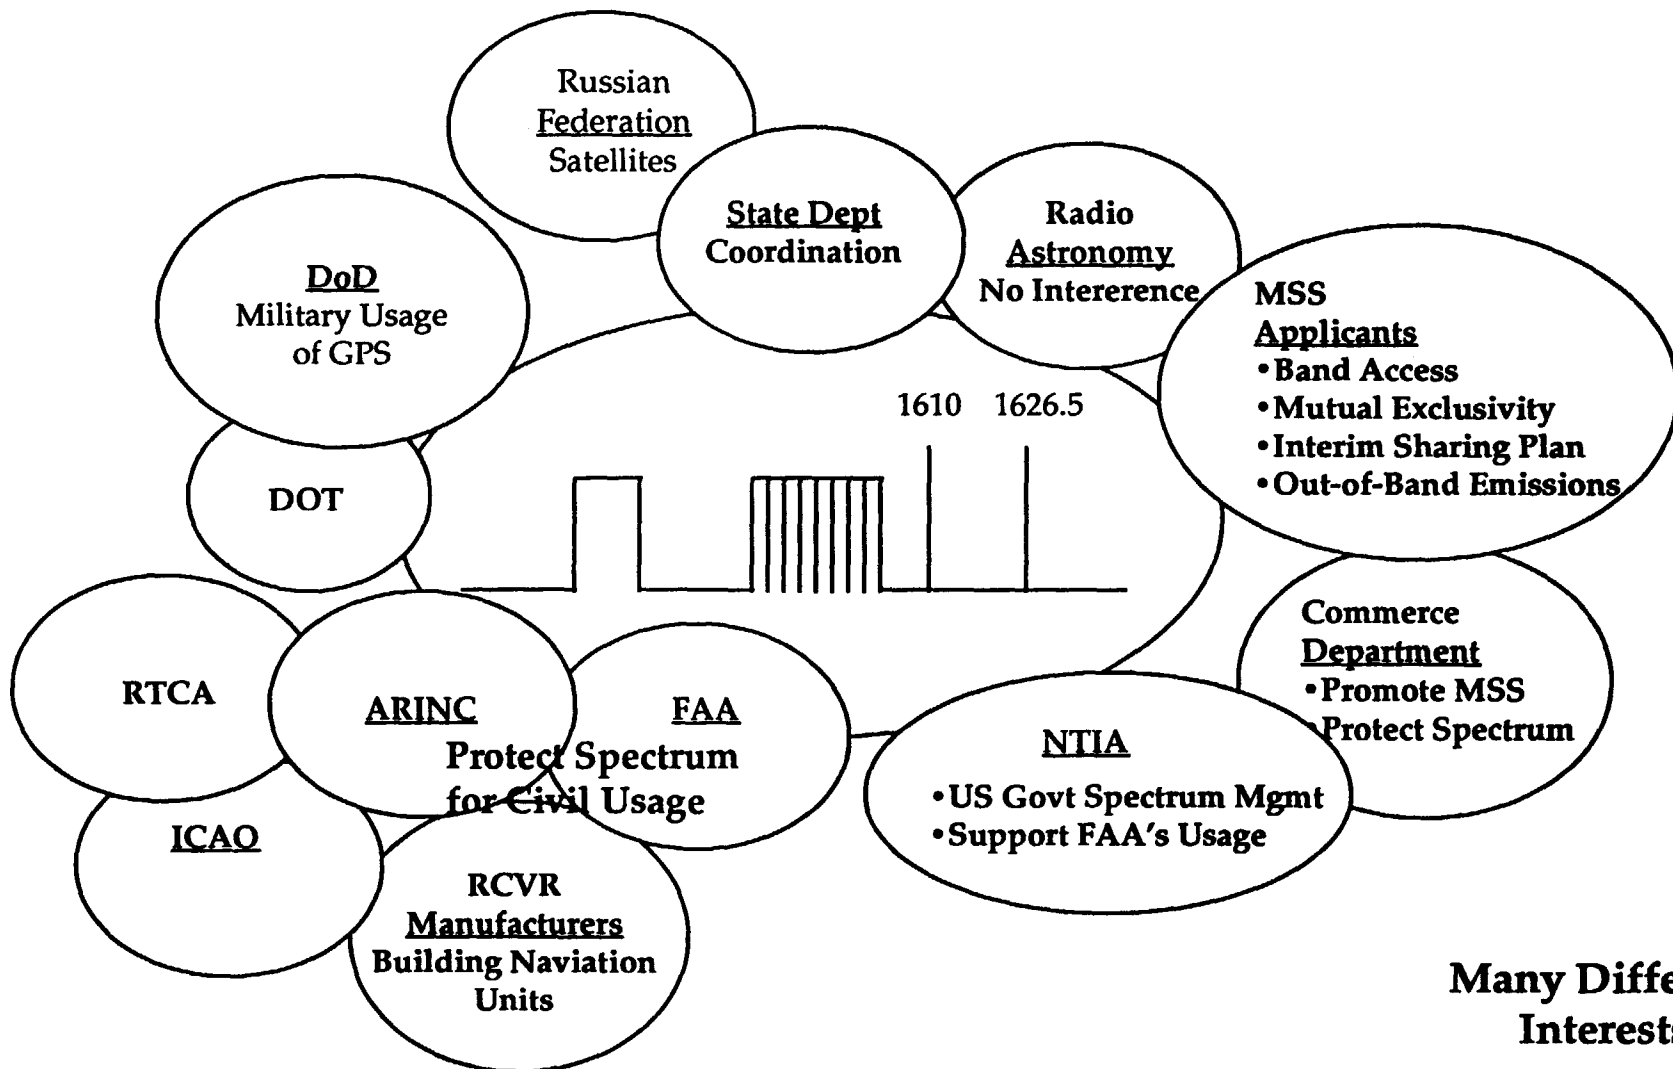 Russian
Federation
Satellites
State Dept
Coordination
Radio
Astronomy
No Intererence
DoD
Military Usage
of GPS
MSS
Applicants
•Band Access
•Mutual Exclusivity
•Interim Sharing Plan
•Out-of-Band Emissions
1610 1626.5
DOT
Commerce
Department
•Promote MSS
•Protect Spectrum
RTCA
ARINC
FAA
Protect Spectrum
for Civil Usage
NTIA
•US Govt Spectrum Mgmt
•Support FAA's Usage
ICAO
RCVR
Manufacturers
Building Naviation
Units
Many Diffe
Interests